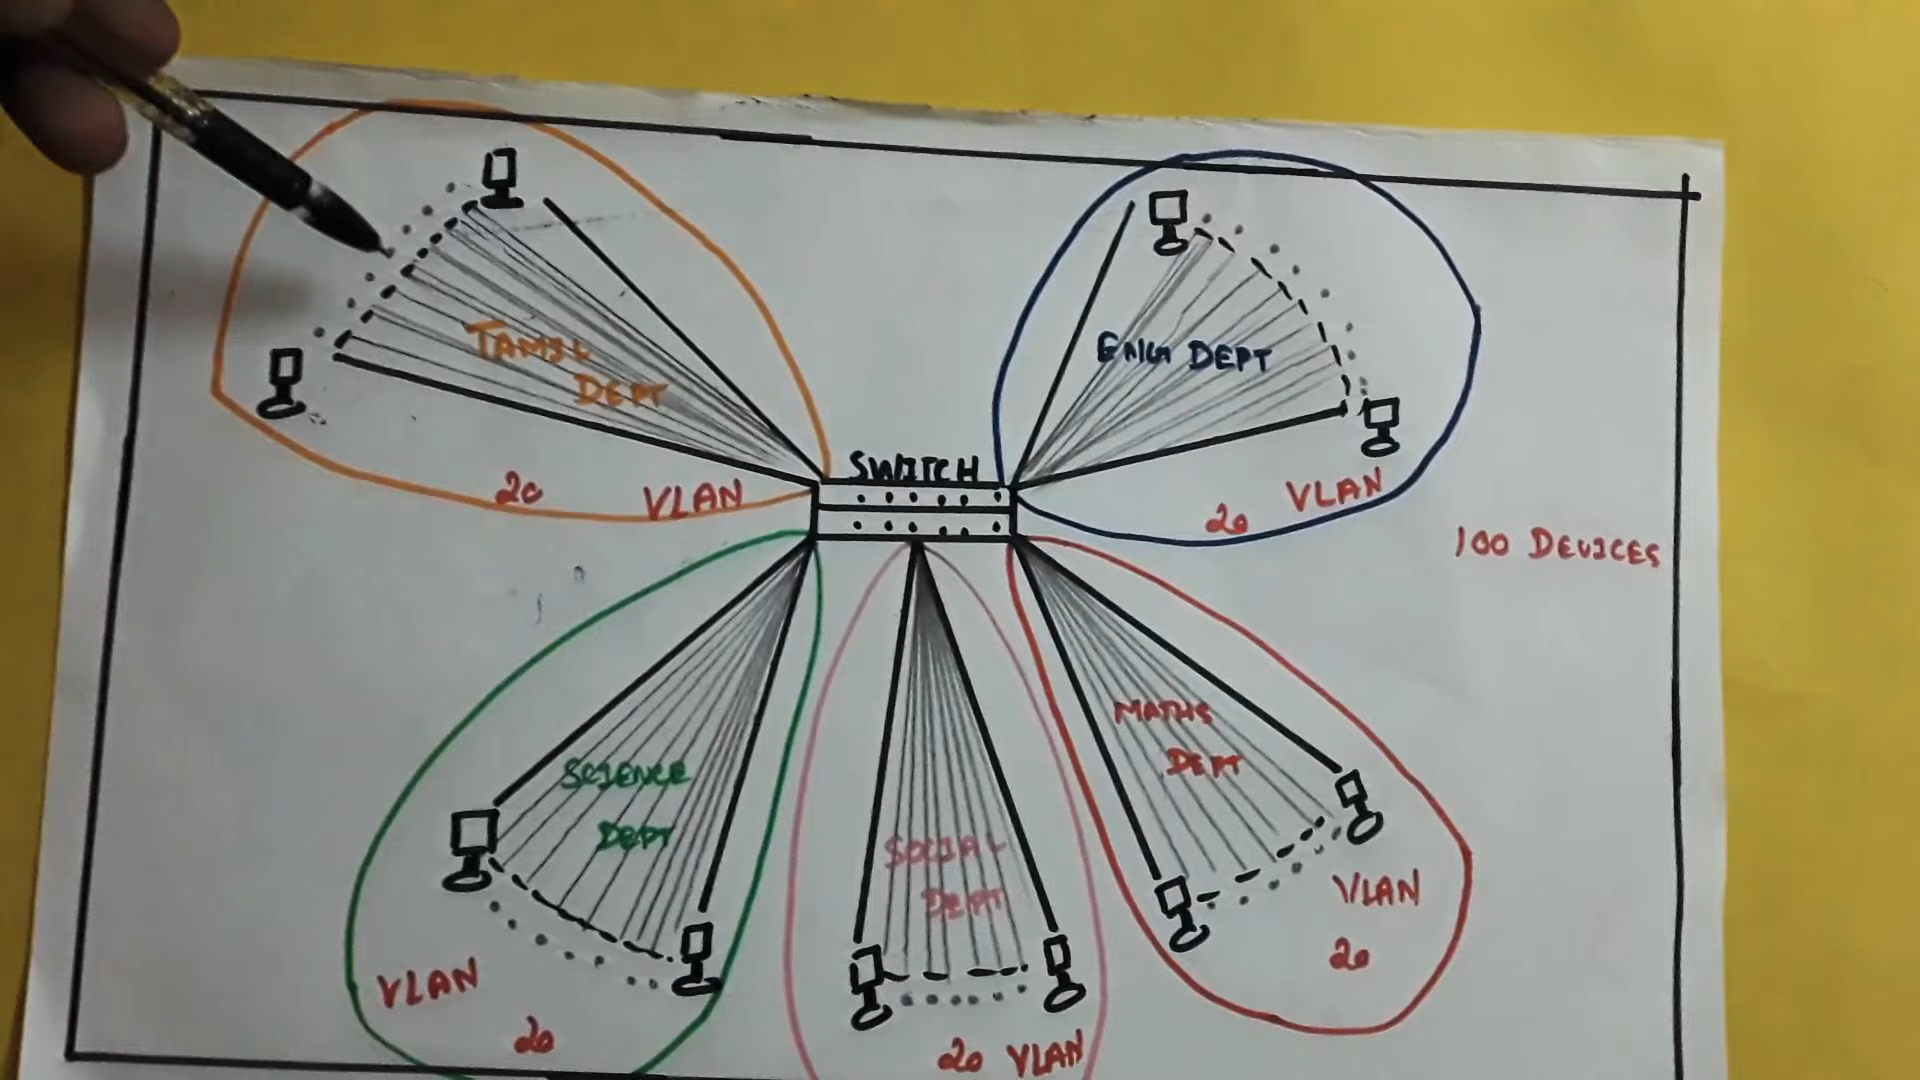 TAMIL
DEPT
20 VLAN
SWITCH
ENG DEPT
VLAN
20
100 DEVICES
SCIENCE
DEPT
VLAN
20
SOCIAL
DEPT
20 VLAN
MATHS
DEPT
VLAN
20